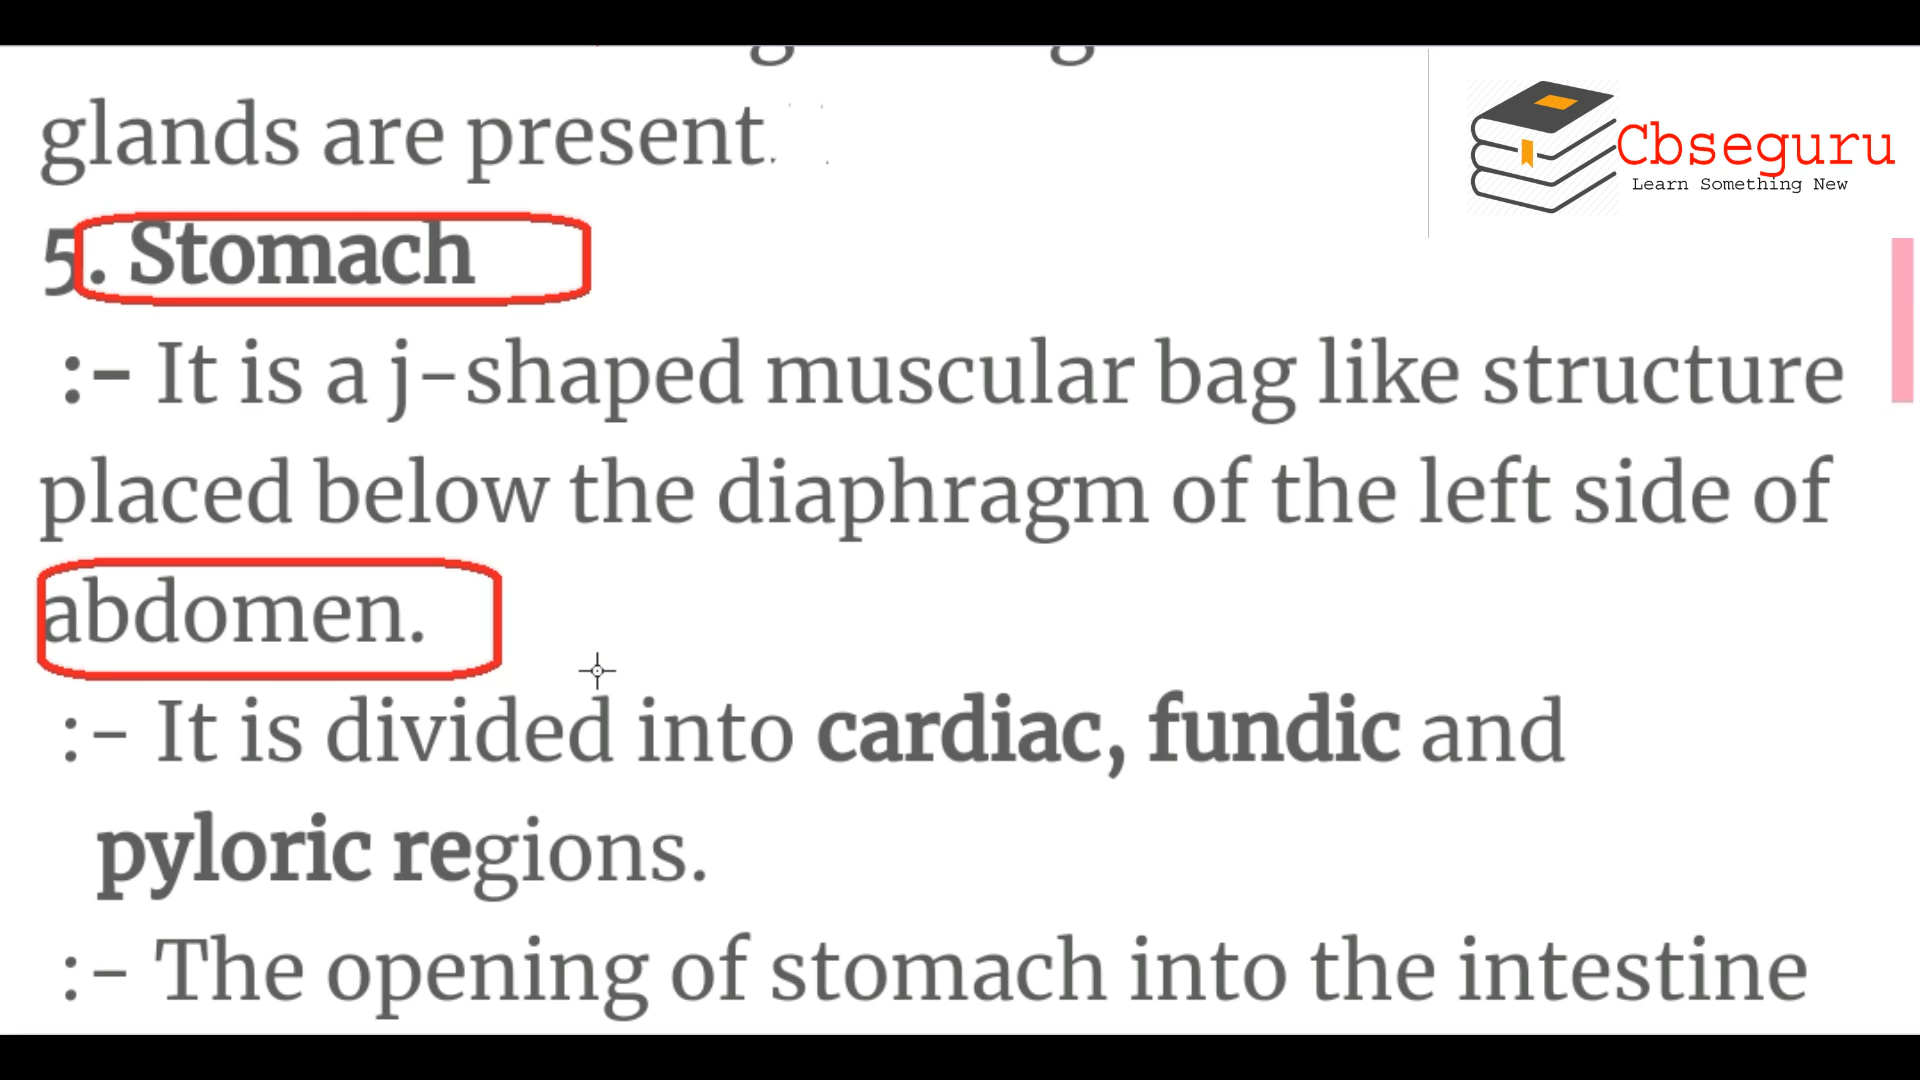 glands are present.
Cbseguru
Learn Something New
5. Stomach
:- It is a j-shaped muscular bag like structure
placed below the diaphragm of the left side of
abdomen.
:- It is divided into cardiac, fundic and
pyloric regions.
:- The opening of stomach into the intestine